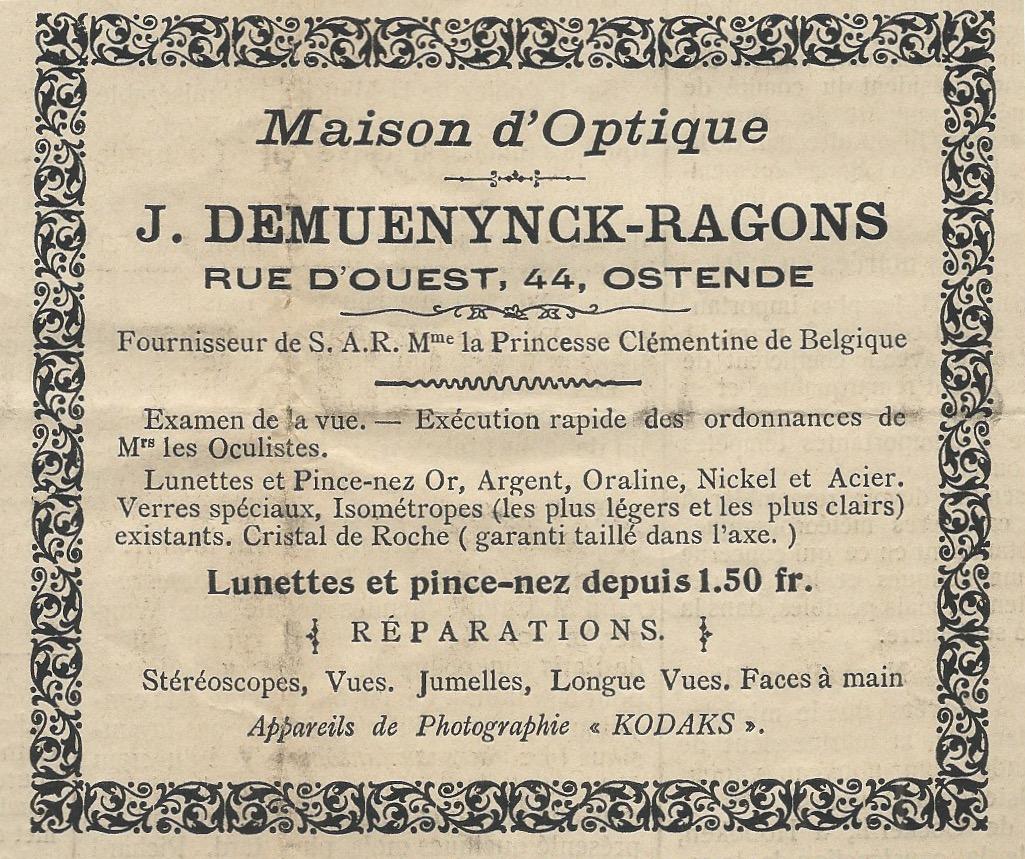 Maison d'Optique
J. DEMUENYNCK-RAGONS
RUE D'OUEST, 44, OSTENDE
Fournisseur de S. A.R. Mme la Princesse Clémentine de Belgique
Examen de la vue. — Exécution rapide des ordonnances de
Mrs les Oculistes.
Lunettes et Pince-nez Or, Argent, Oraline, Nickel et Acier.
Verres spéciaux, Isométropes (les plus légers et les plus clairs)
existants. Cristal de Roche ( garanti taillé dans l'axe. )
Lunettes et pince-nez depuis 1.50 fr.
RÉPARATIONS.
Stéréoscopes, Vues. Jumelles, Longue Vues. Faces à main
Appareils de Photographie « KODAKS ».